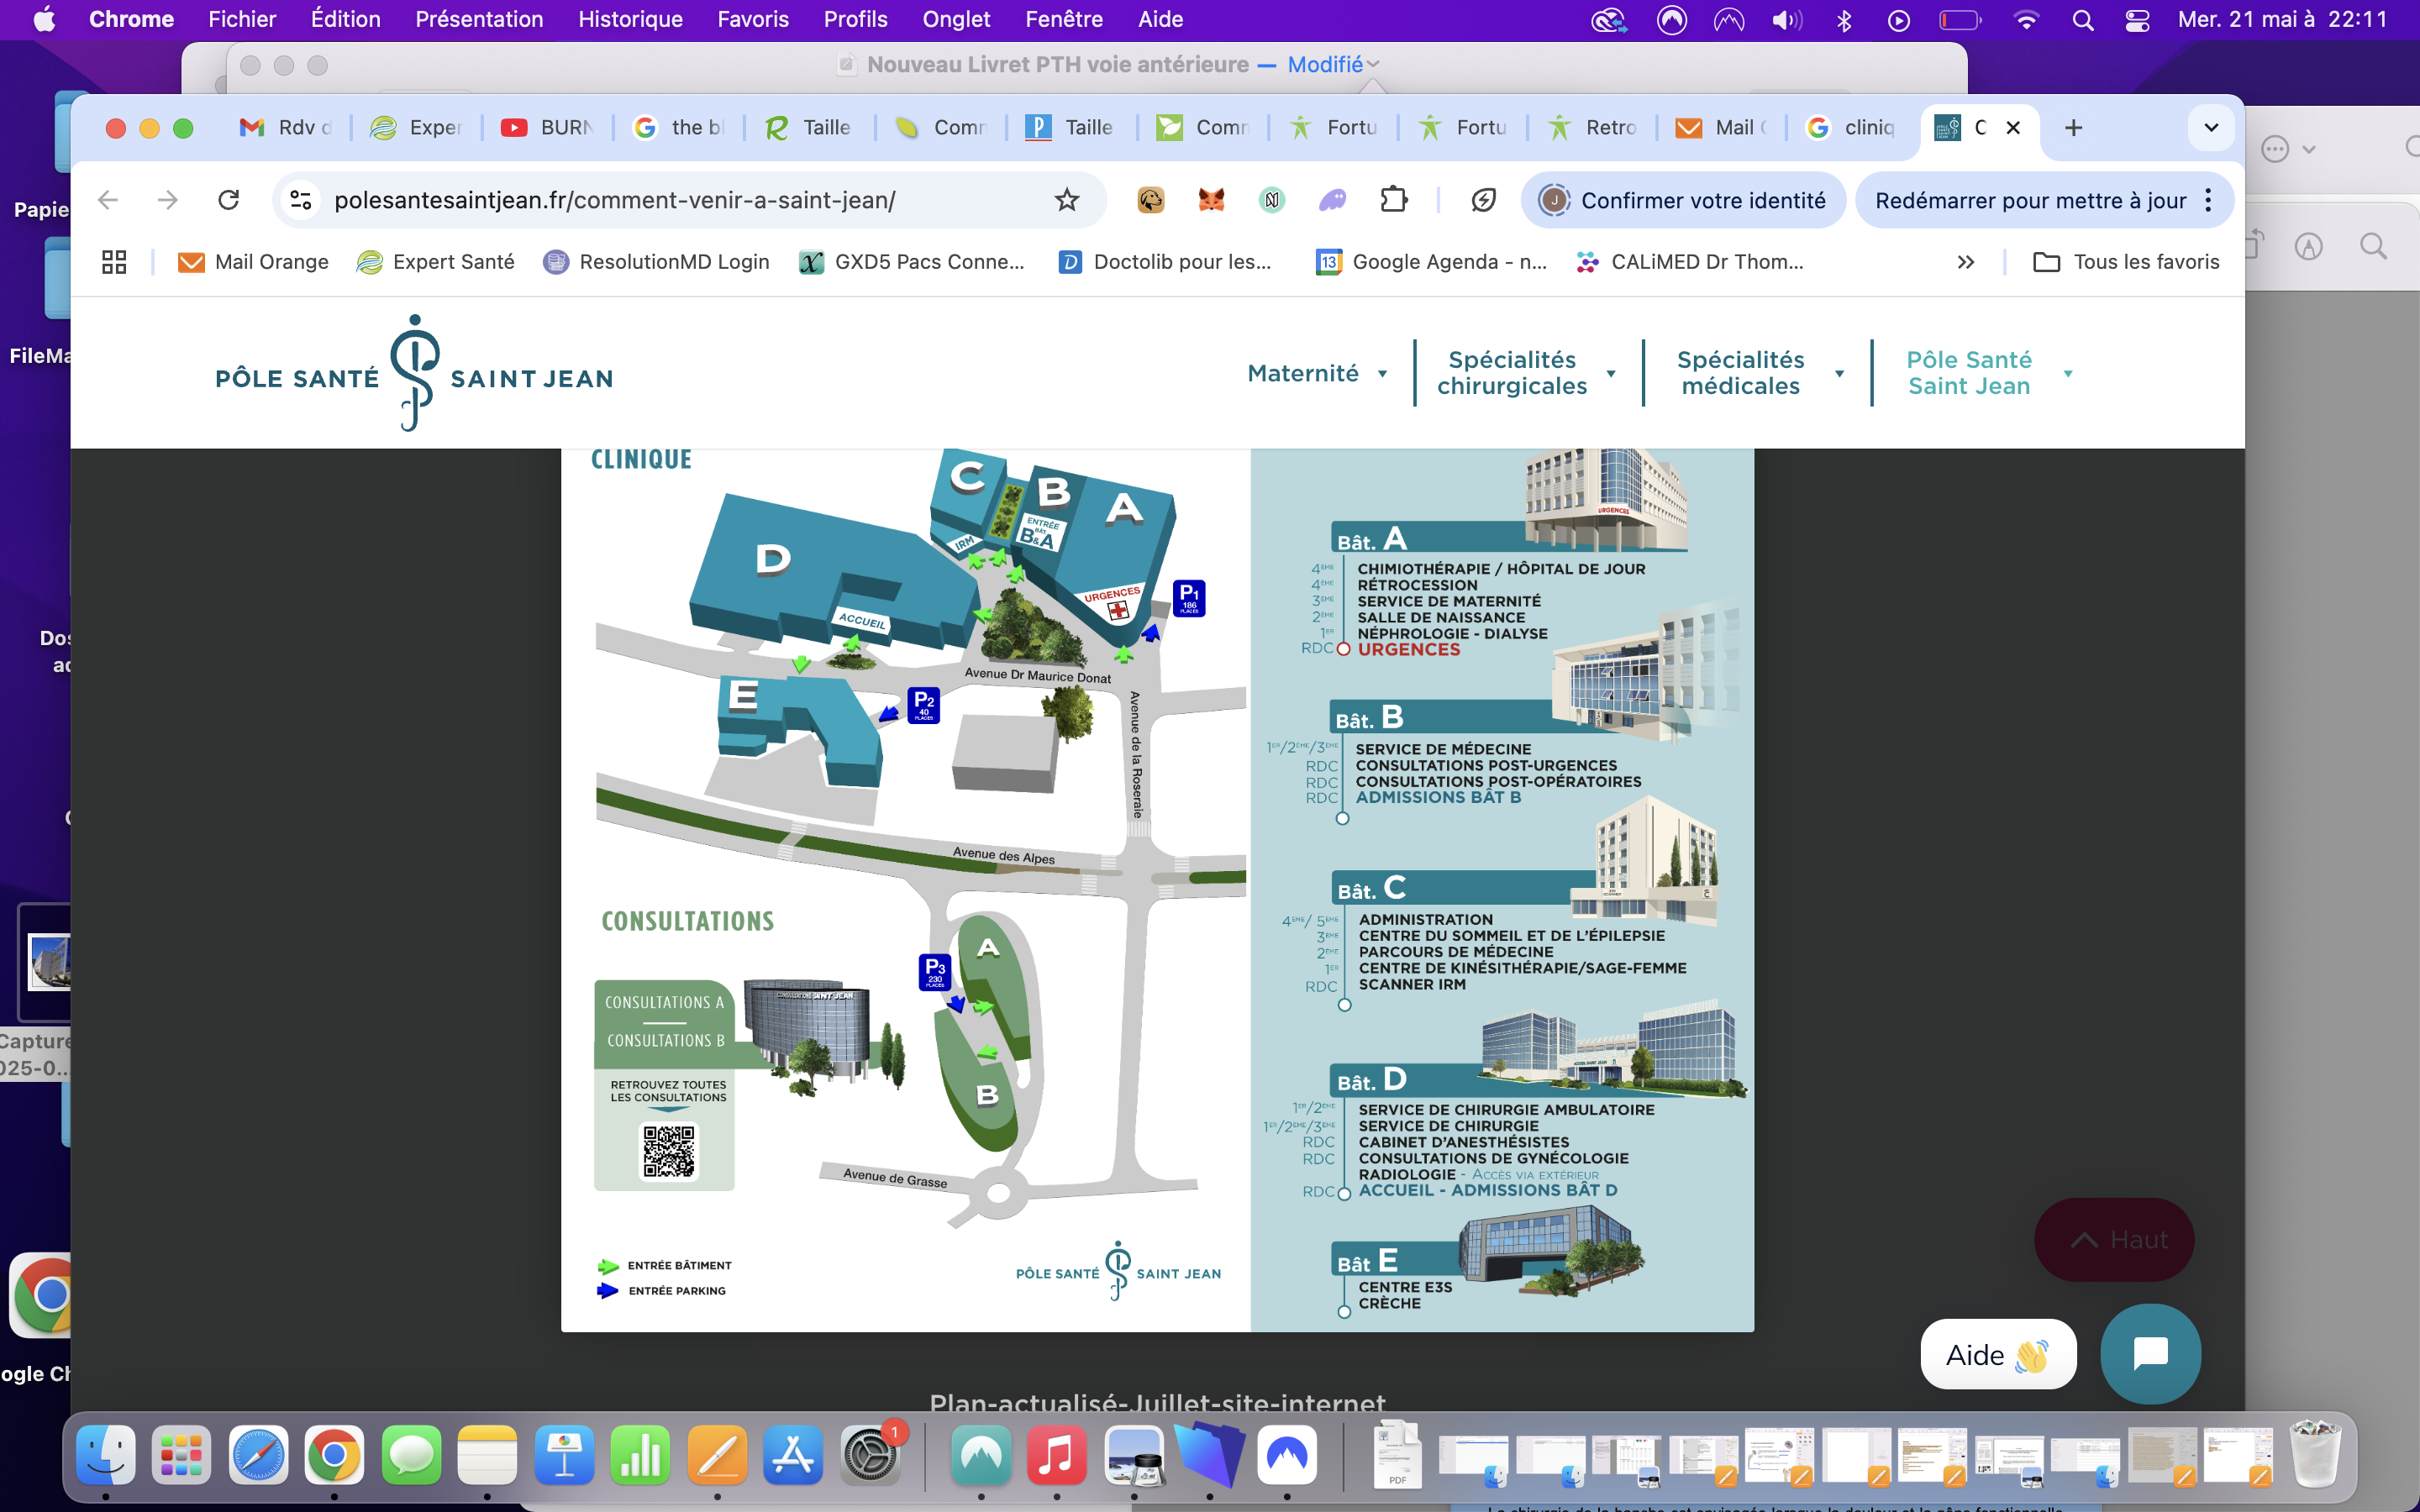 Chrome Fichier Édition Présentation Historique Favoris Profils Onglet Fenêtre Aide
Mer. 21 mai à 22:11
Nouveau Livret PTH voie antérieure — Modifié
Rdv d
Exper
BURN
the bl
Taille
Comm
Taille
Comm
Fortu
Fortu
Retro
Mail
cliniq
C
polesantesaintjean.fr/comment-venir-a-saint-jean/
J
Confirmer votre identité
Redémarrer pour mettre à jour
Mail Orange
Expert Santé
ResolutionMD Login
GXD5 Pacs Conne...
Doctolib pour les...
13
Google Agenda - n...
CALiMED Dr Thom...
Tous les favoris
PÔLE SANTÉ SAINT JEAN
Maternité
Spécialités
chirurgicales
Spécialités
médicales
Pôle Santé
Saint Jean
Papie
FileMa
Dos
ad
C
Capture
025-0...
ogle Ch
CLINIQUE
C
B
A
D
E
ENTRÉE
BÂT.
B&A
IRM
URGENCES
ACCUEIL
P1
186
PLACES
P2
40
PLACES
Avenue Dr Maurice Donat
Avenue de la Roseraie
Avenue des Alpes
CONSULTATIONS
A
P3
230
PLACES
B
CONSULTATIONS A
CONSULTATIONS B
CONSULTATIONS SAINT JEAN
RETROUVEZ TOUTES
LES CONSULTATIONS
Avenue de Grasse
ENTRÉE BÂTIMENT
ENTRÉE PARKING
PÔLE SANTÉ SAINT JEAN
URGENCES
Bât. A
4ÈME CHIMIOTHÉRAPIE / HÔPITAL DE JOUR
4ÈME RÉTROCESSION
3ÈME SERVICE DE MATERNITÉ
2ÈME SALLE DE NAISSANCE
1ER NÉPHROLOGIE - DIALYSE
RDC URGENCES
Bât. B
1ER/2ÈME/3ÈME SERVICE DE MÉDECINE
RDC CONSULTATIONS POST-URGENCES
RDC CONSULTATIONS POST-OPÉRATOIRES
RDC ADMISSIONS BÂT B
Bât. C
4ÈME/ 5ÈME ADMINISTRATION
3ÈME CENTRE DU SOMMEIL ET DE L'ÉPILEPSIE
2ÈME PARCOURS DE MÉDECINE
1ER CENTRE DE KINÉSITHÉRAPIE/SAGE-FEMME
RDC SCANNER IRM
Bât. D
1ER/2ÈME SERVICE DE CHIRURGIE AMBULATOIRE
1ER/2ÈME/3ÈME SERVICE DE CHIRURGIE
RDC CABINET D'ANESTHÉSISTES
RDC CONSULTATIONS DE GYNÉCOLOGIE
RADIOLOGIE - ACCÈS VIA EXTÉRIEUR
RDC ACCUEIL - ADMISSIONS BÂT D
Bât E
CENTRE E3S
CRÈCHE
Haut
Aide
Plan-actualisé-Juillet-site-internet
1
PDF